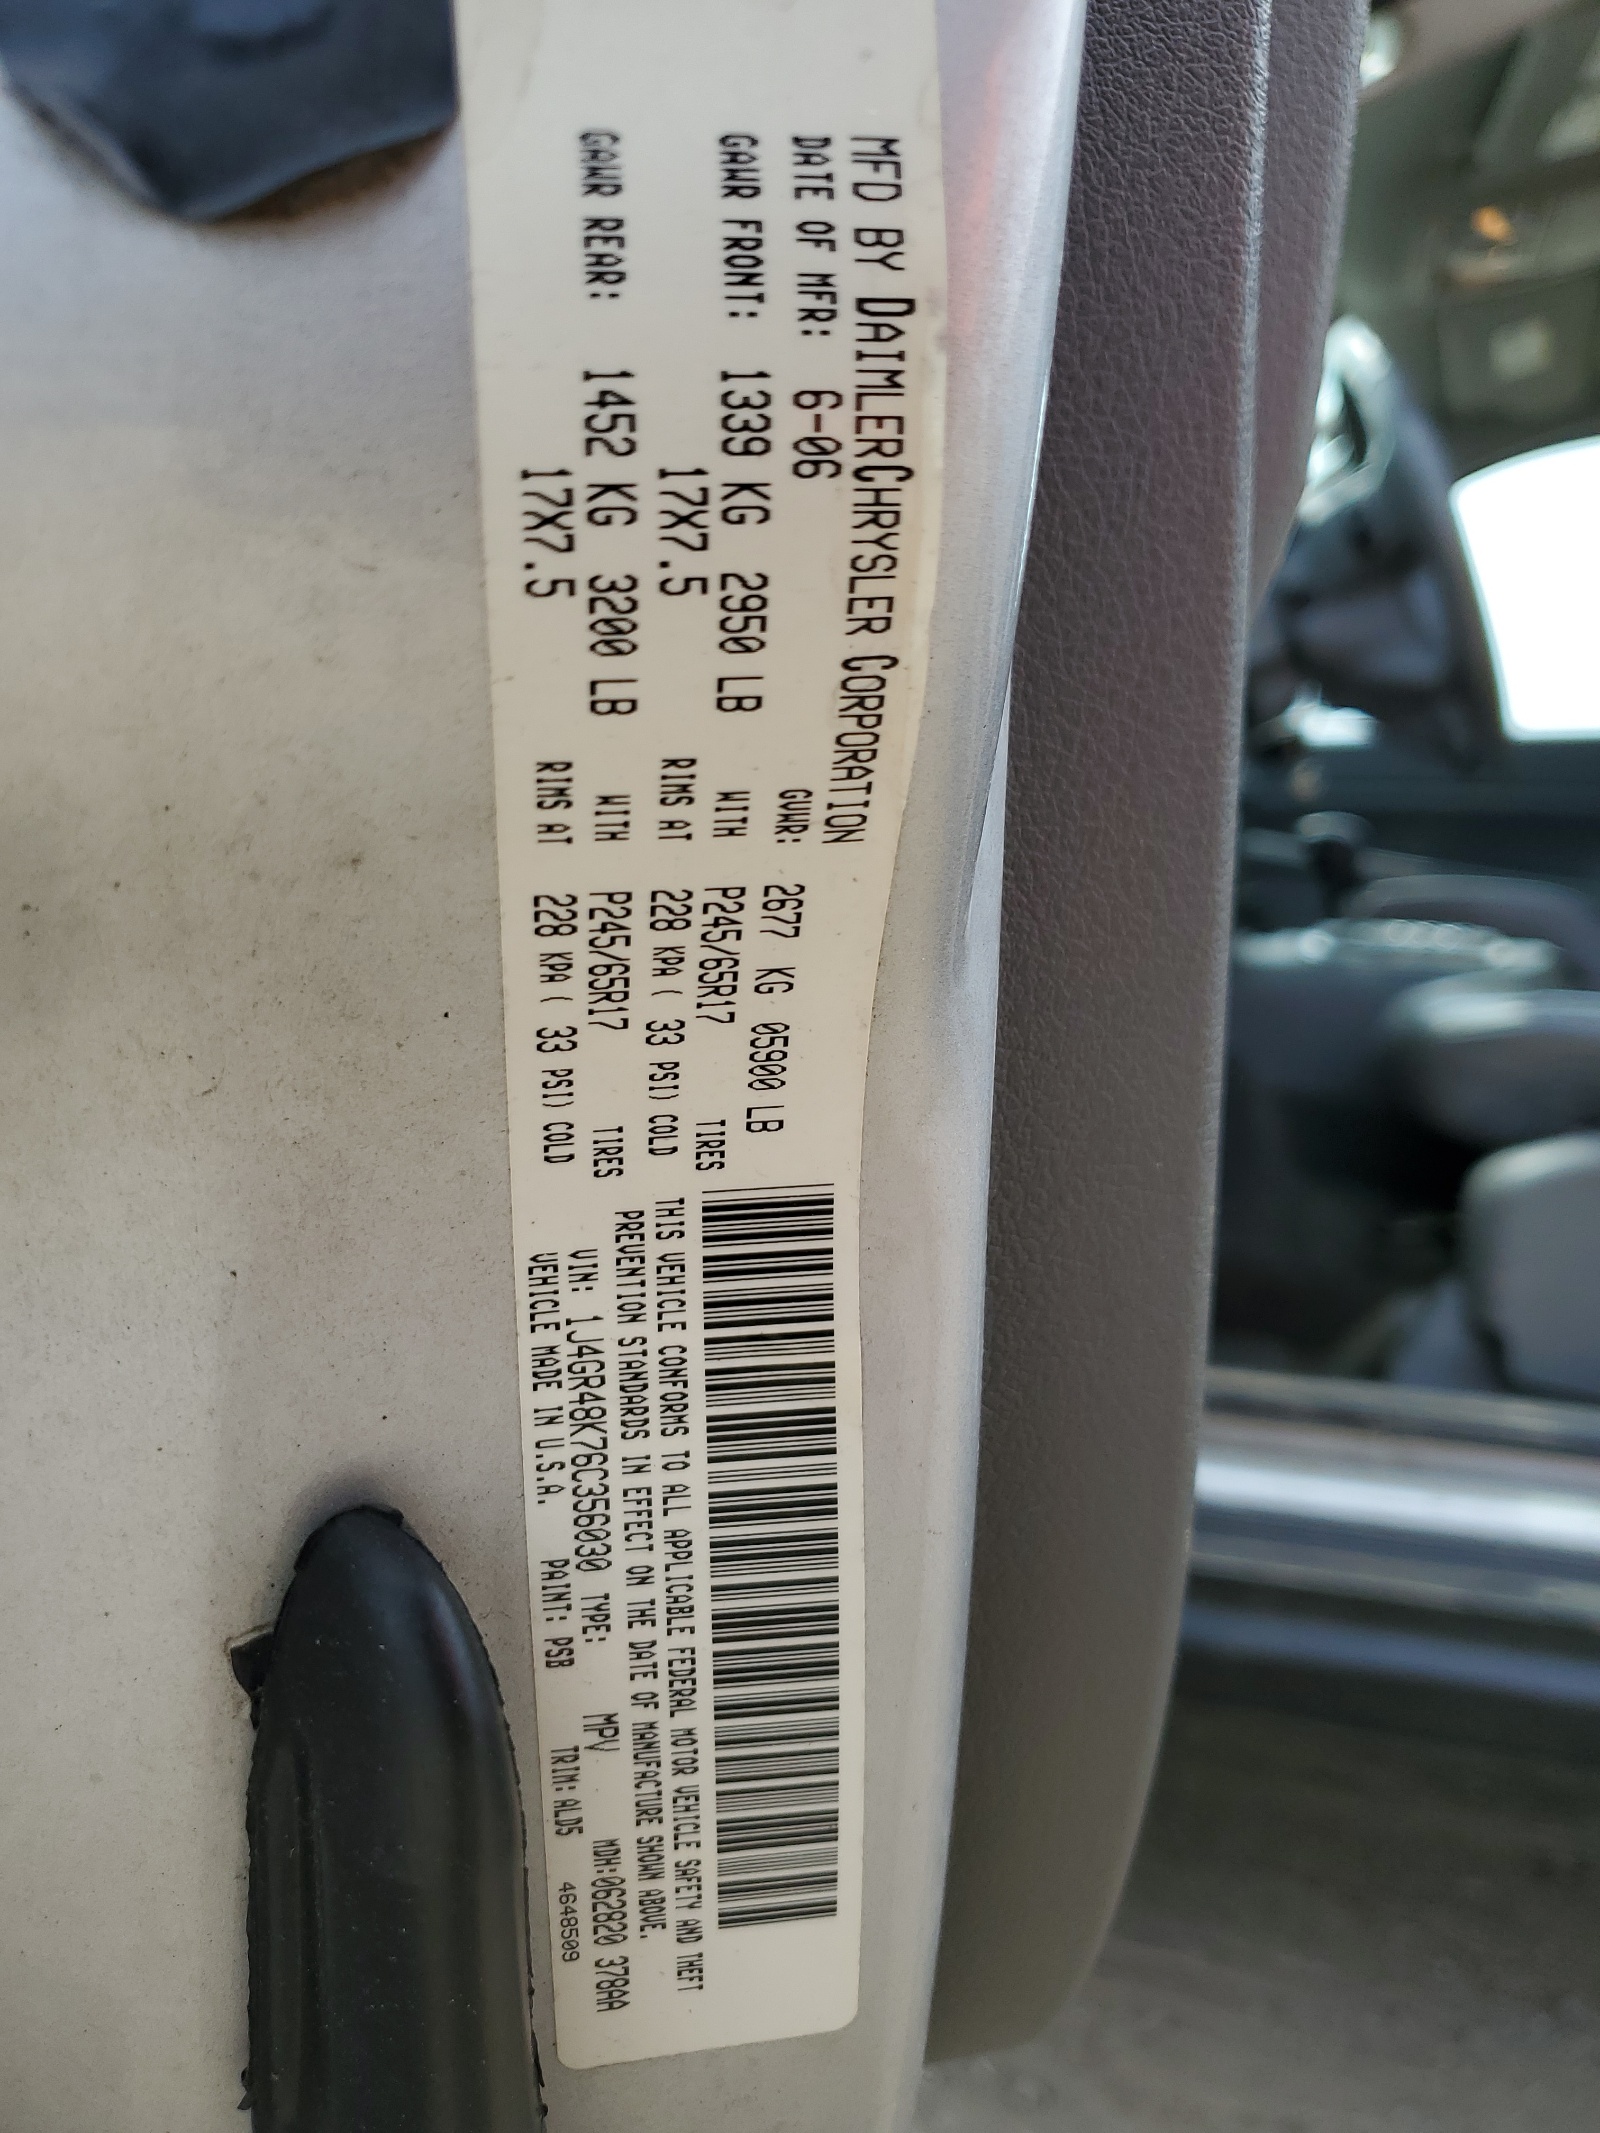 MFD BY DAIMLERCHRYSLER CORPORATION
DATE OF MFR: 6-06 GVWR: 2677 KG 05900 LB
GAWR FRONT: 1339 KG 2950 LB WITH P245/65R17 TIRES
17X7.5 RIMS AT 228 KPA ( 33 PSI) COLD
GAWR REAR: 1452 KG 3200 LB WITH P245/65R17 TIRES
17X7.5 RIMS AT 228 KPA ( 33 PSI) COLD
THIS VEHICLE CONFORMS TO ALL APPLICABLE FEDERAL MOTOR VEHICLE SAFETY AND THEFT
PREVENTION STANDARDS IN EFFECT ON THE DATE OF MANUFACTURE SHOWN ABOVE.
VIN: 1J4GR48K76C356030 TYPE: MPV MDH:062820 378AA
VEHICLE MADE IN U.S.A. PAINT: PSB TRIM: ALD5 4648509